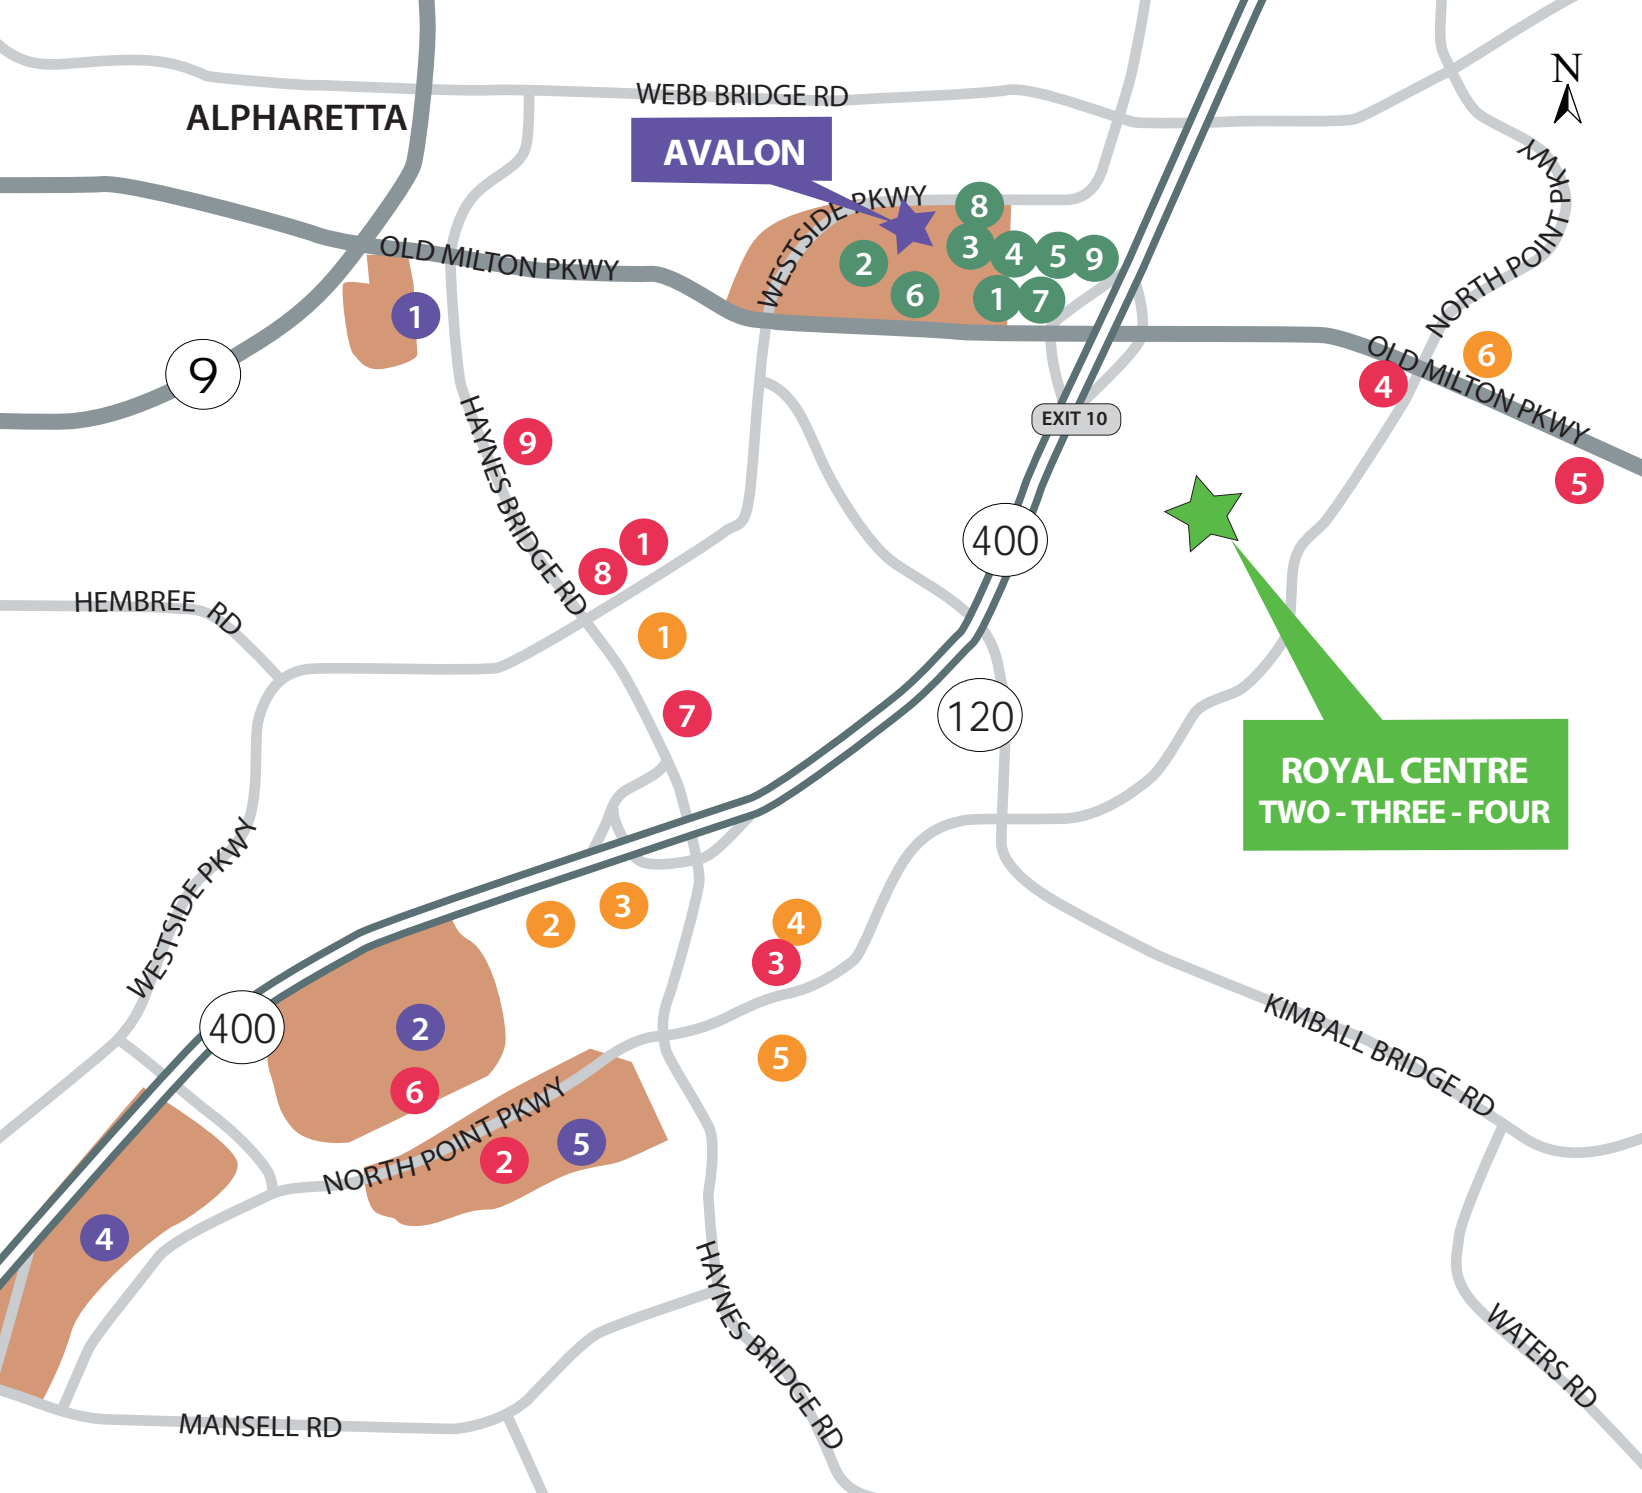 WEBB BRIDGE RD
N
ALPHARETTA
AVALON
NORTH POINT PKWY
WESTSIDE PKWY
8
3
4
5
9
2
6
1
7
OLD MILTON PKWY
1
9
OLD MILTON PKWY
6
4
5
EXIT 10
HAYNES BRIDGE RD
9
400
1
8
HEMBREE RD
1
7
120
ROYAL CENTRE
TWO - THREE - FOUR
WESTSIDE PKWY
2
3
4
3
400
2
5
6
KIMBALL BRIDGE RD
NORTH POINT PKWY
2
5
4
HAYNES BRIDGE RD
WATERS RD
MANSELL RD